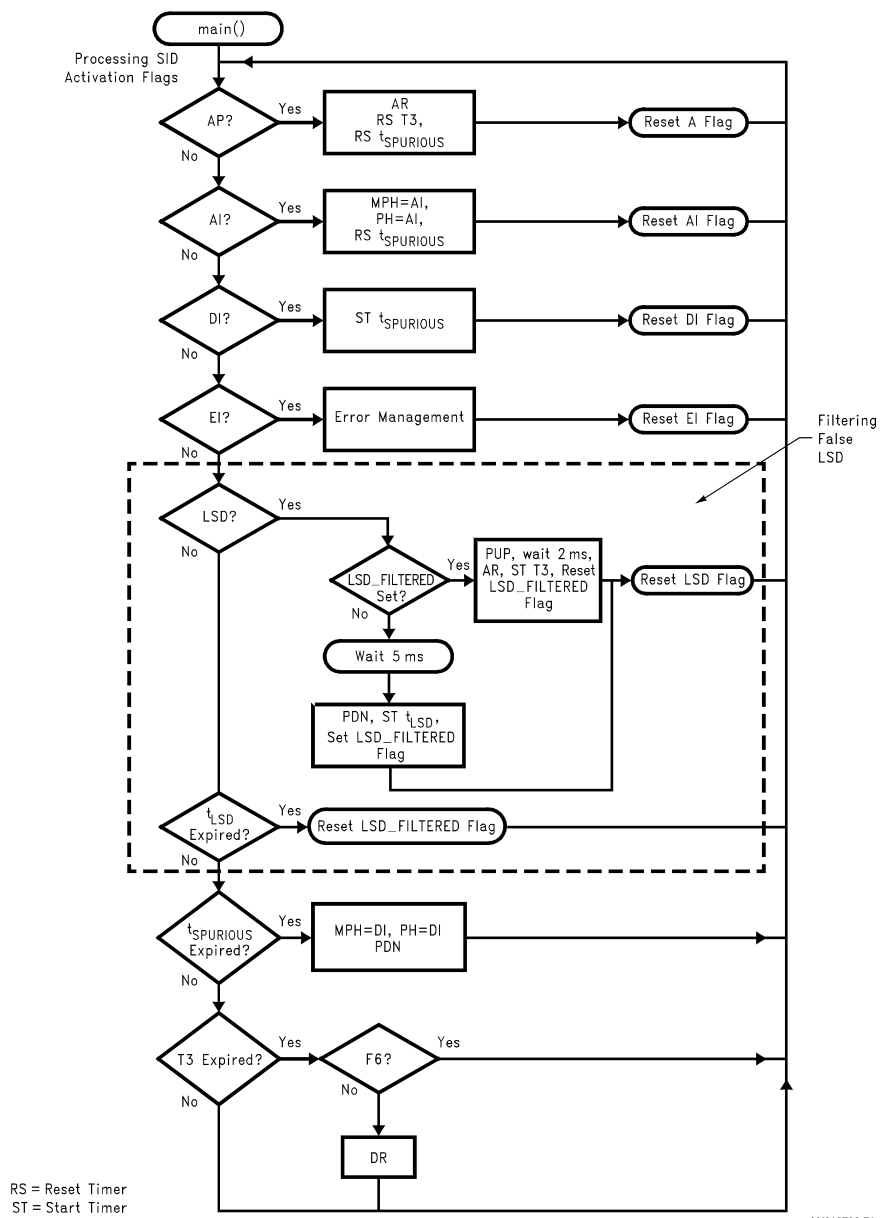 main()
Processing SID
Activation Flags
AP?
Yes
No
AR
RS T3,
RS tSPURIOUS
Reset A Flag
AI?
Yes
No
MPH=AI,
PH=AI,
RS tSPURIOUS
Reset AI Flag
DI?
Yes
No
ST tSPURIOUS
Reset DI Flag
EI?
Yes
No
Error Management
Reset EI Flag
Filtering
False
LSD
LSD?
Yes
No
LSD_FILTERED
Set?
Yes
No
PUP, wait 2 ms,
AR, ST T3, Reset
LSD_FILTERED
Flag
Reset LSD Flag
Wait 5 ms
PDN, ST tLSD,
Set LSD_FILTERED
Flag
tLSD
Expired?
Yes
No
Reset LSD_FILTERED Flag
tSPURIOUS
Expired?
Yes
No
MPH=DI, PH=DI
PDN
T3 Expired?
Yes
No
F6?
Yes
No
DR
RS = Reset Timer
ST = Start Timer